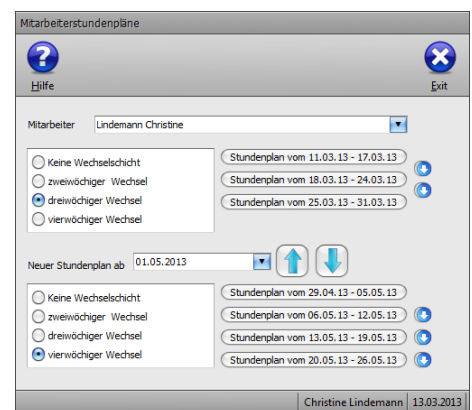 Mitarbeiterstundenpläne
Hilfe
Exit
Mitarbeiter Lindemann Christine
Keine Wechselschicht
zweiwöchiger Wechsel
dreiwöchiger Wechsel
vierwöchiger Wechsel
Stundenplan vom 11.03.13 - 17.03.13
Stundenplan vom 18.03.13 - 24.03.13
Stundenplan vom 25.03.13 - 31.03.13
Neuer Stundenplan ab 01.05.2013
Keine Wechselschicht
zweiwöchiger Wechsel
dreiwöchiger Wechsel
vierwöchiger Wechsel
Stundenplan vom 29.04.13 - 05.05.13
Stundenplan vom 06.05.13 - 12.05.13
Stundenplan vom 13.05.13 - 19.05.13
Stundenplan vom 20.05.13 - 26.05.13
Christine Lindemann 13.03.2013